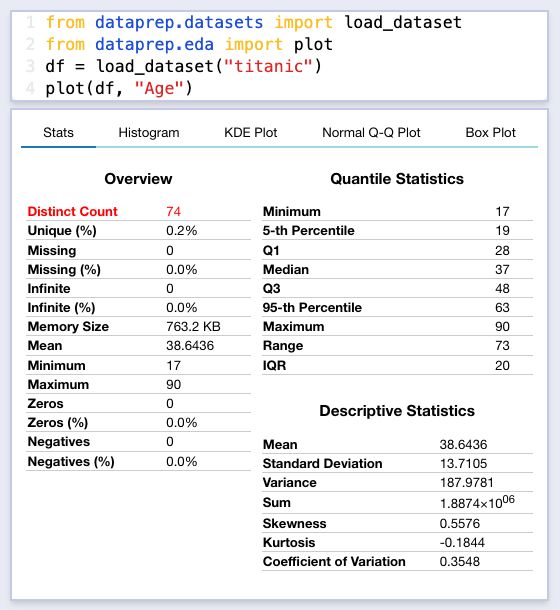 1 from dataprep.datasets import load_dataset
2 from dataprep.eda import plot
3 df = load_dataset("titanic")
4 plot(df, "Age")
Stats Histogram KDE Plot Normal Q-Q Plot Box Plot
Overview
Distinct Count 74
Unique (%) 0.2%
Missing 0
Missing (%) 0.0%
Infinite 0
Infinite (%) 0.0%
Memory Size 763.2 KB
Mean 38.6436
Minimum 17
Maximum 90
Zeros 0
Zeros (%) 0.0%
Negatives 0
Negatives (%) 0.0%
Quantile Statistics
Minimum 17
5-th Percentile 19
Q1 28
Median 37
Q3 48
95-th Percentile 63
Maximum 90
Range 73
IQR 20
Descriptive Statistics
Mean 38.6436
Standard Deviation 13.7105
Variance 187.9781
Sum 1.8874×10⁰⁶
Skewness 0.5576
Kurtosis -0.1844
Coefficient of Variation 0.3548